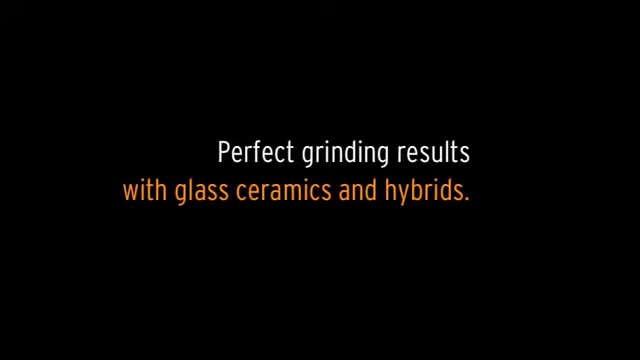 Perfect grinding results
with glass ceramics and hybrids.